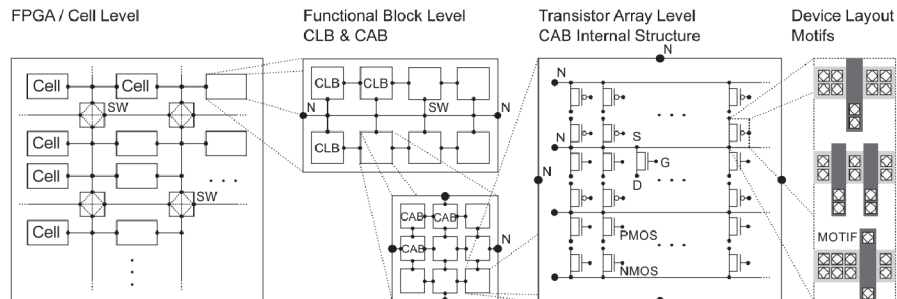 FPGA / Cell Level
Functional Block Level
CLB & CAB
Transistor Array Level
CAB Internal Structure
Device Layout
Motifs
Cell
Cell
SW
Cell
Cell
SW
Cell
CLB
CLB
N
SW
N
CLB
CAB
CAB
CAB
N
N
N
N
S
G
D
N
N
PMOS
NMOS
MOTIF